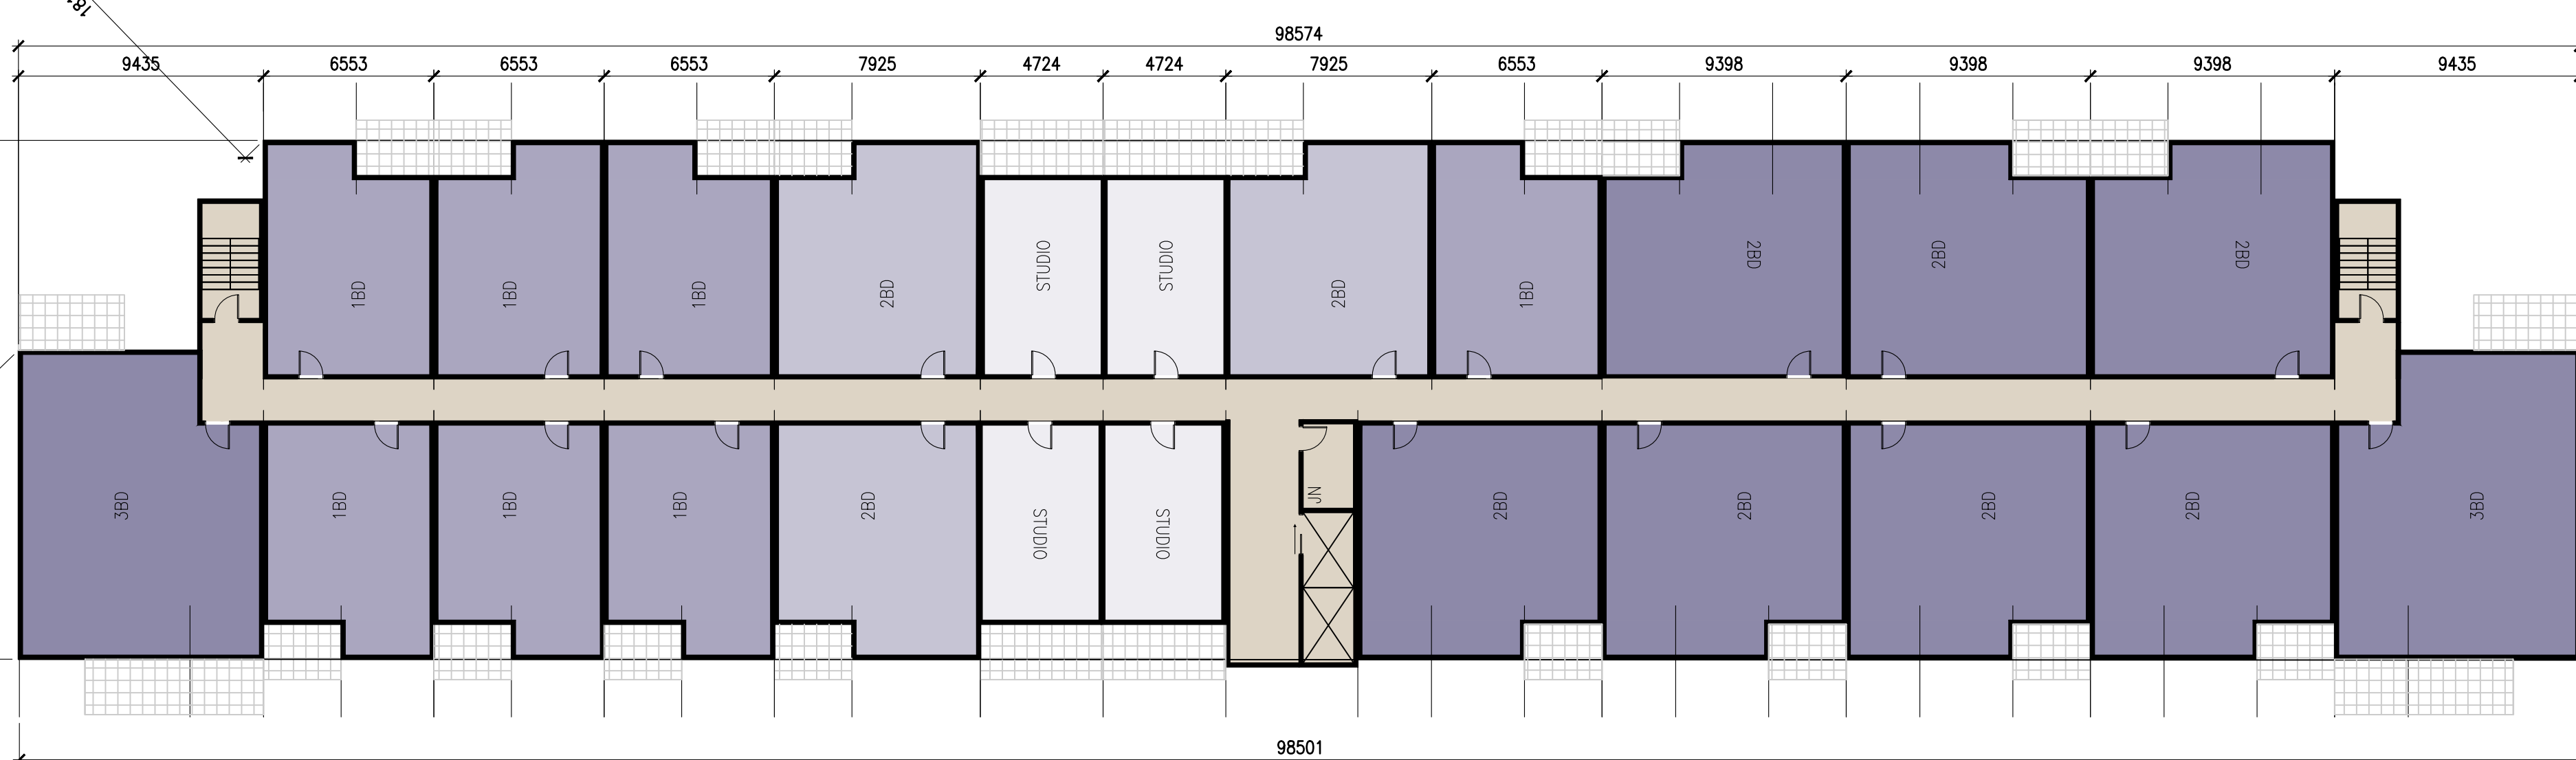 98574
9435 6553 6553 6553 7925 4724 4724 7925 6553 9398 9398 9398 9435
1BD 1BD 1BD 2BD STUDIO STUDIO 2BD 1BD 2BD 2BD 2BD
3BD 1BD 1BD 1BD 2BD STUDIO STUDIO JN 2BD 2BD 2BD 2BD 3BD
98501